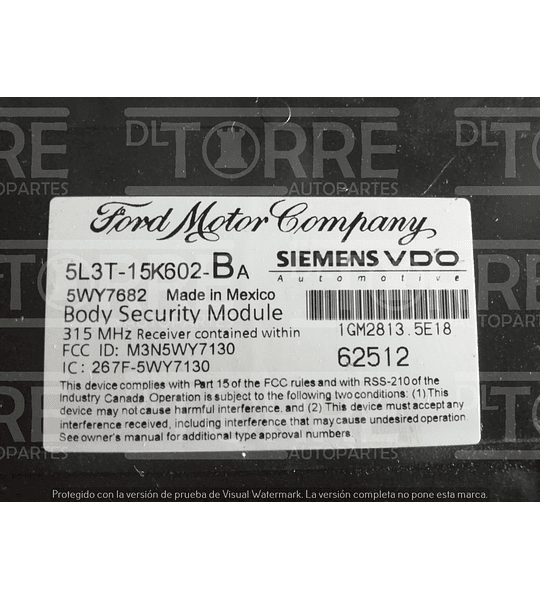 DL TORRE
AUTOPARTES
Ford Motor Company
5L3T-15K602-BA
SIEMENS VDO
Automotive
5WY7682 Made in Mexico
Body Security Module
315 MHz Receiver contained within
1GM2813.5E18
FCC ID: M3N5WY7130
62512
IC: 267F-5WY7130
This device complies with Part 15 of the FCC rules and with RSS-210 of the
Industry Canada. Operation is subject to the following two conditions: (1) This
device may not cause harmful interference, and (2) This device must accept any
interference received, including interference that may cause undesired operation.
See owner's manual for additional type approval numbers.
Protegido con la versión de prueba de Visual Watermark. La versión completa no pone esta marca.